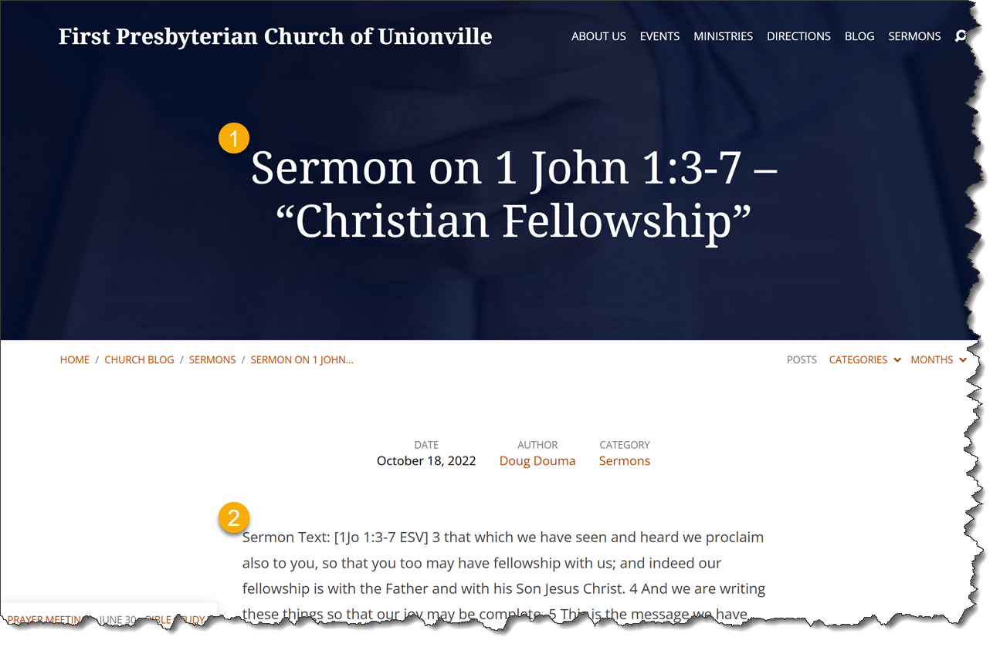 First Presbyterian Church of Unionville
ABOUT US EVENTS MINISTRIES DIRECTIONS BLOG SERMONS
1
Sermon on 1 John 1:3-7 –
“Christian Fellowship”
HOME / CHURCH BLOG / SERMONS / SERMON ON 1 JOHN...
POSTS CATEGORIES MONTHS
DATE AUTHOR CATEGORY
October 18, 2022 Doug Douma Sermons
2
Sermon Text: [1Jo 1:3-7 ESV] 3 that which we have seen and heard we proclaim
also to you, so that you too may have fellowship with us; and indeed our
fellowship is with the Father and with his Son Jesus Christ. 4 And we are writing
these things so that our joy may be complete. 5 This is the message we have
PRAYER MEETING JUNE 30 BIBLE STUDY